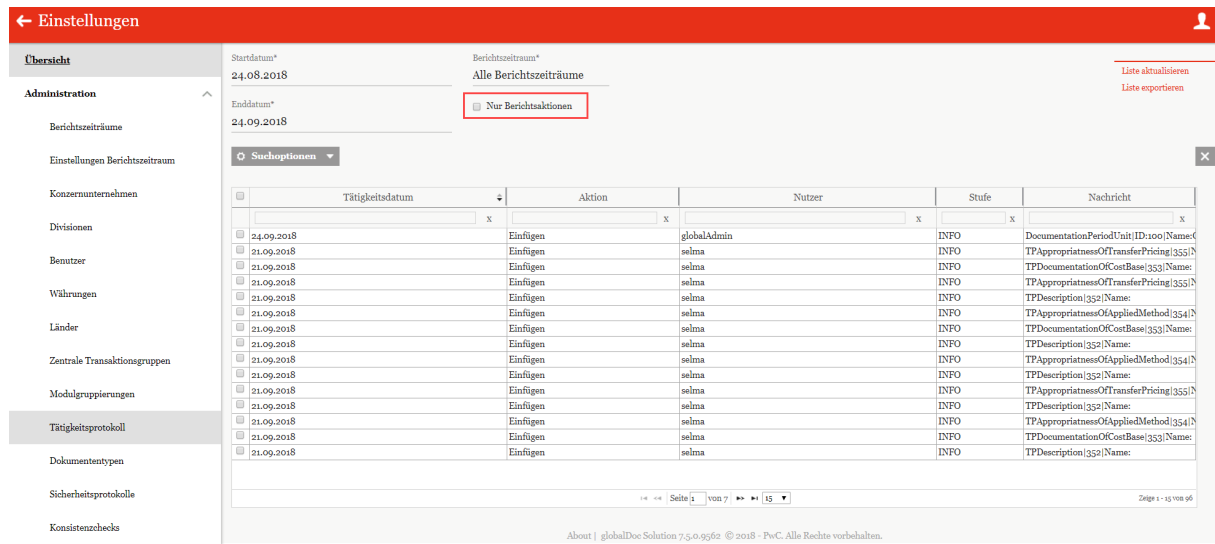 Einstellungen
Übersicht
Administration
Berichtszeiträume
Einstellungen Berichtszeitraum
Konzernunternehmen
Divisionen
Benutzer
Währungen
Länder
Zentrale Transaktionsgruppen
Modulgruppierungen
Tätigkeitsprotokoll
Dokumententypen
Sicherheitsprotokolle
Konsistenzchecks
Startdatum* Berichtszeitraum*
24.08.2018 Alle Berichtszeiträume
Enddatum* Nur Berichtsaktionen
24.09.2018
Liste aktualisieren
Liste exportieren
Suchoptionen
Tätigkeitsdatum Aktion Nutzer Stufe Nachricht
x x x x x
24.09.2018 Einfügen globalAdmin INFO DocumentationPeriodUnit|ID:100|Name:
21.09.2018 Einfügen selma INFO TPAppropriatnessOfTransferPricing|355|
21.09.2018 Einfügen selma INFO TPDocumentationOfCostBase|353|Name:
21.09.2018 Einfügen selma INFO TPAppropriatnessOfTransferPricing|355|
21.09.2018 Einfügen selma INFO TPDescription|352|Name:
21.09.2018 Einfügen selma INFO TPAppropriatnessOfAppliedMethod|354|
21.09.2018 Einfügen selma INFO TPDocumentationOfCostBase|353|Name:
21.09.2018 Einfügen selma INFO TPDescription|352|Name:
21.09.2018 Einfügen selma INFO TPAppropriatnessOfAppliedMethod|354|
21.09.2018 Einfügen selma INFO TPDescription|352|Name:
21.09.2018 Einfügen selma INFO TPAppropriatnessOfTransferPricing|355|
21.09.2018 Einfügen selma INFO TPDescription|352|Name:
21.09.2018 Einfügen selma INFO TPAppropriatnessOfAppliedMethod|354|
21.09.2018 Einfügen selma INFO TPDocumentationOfCostBase|353|Name:
21.09.2018 Einfügen selma INFO TPDescription|352|Name:
Seite 1 von 7 15 Zeige 1 - 15 von 96
About | globalDoc Solution 7.5.0.9562 © 2018 - PwC. Alle Rechte vorbehalten.